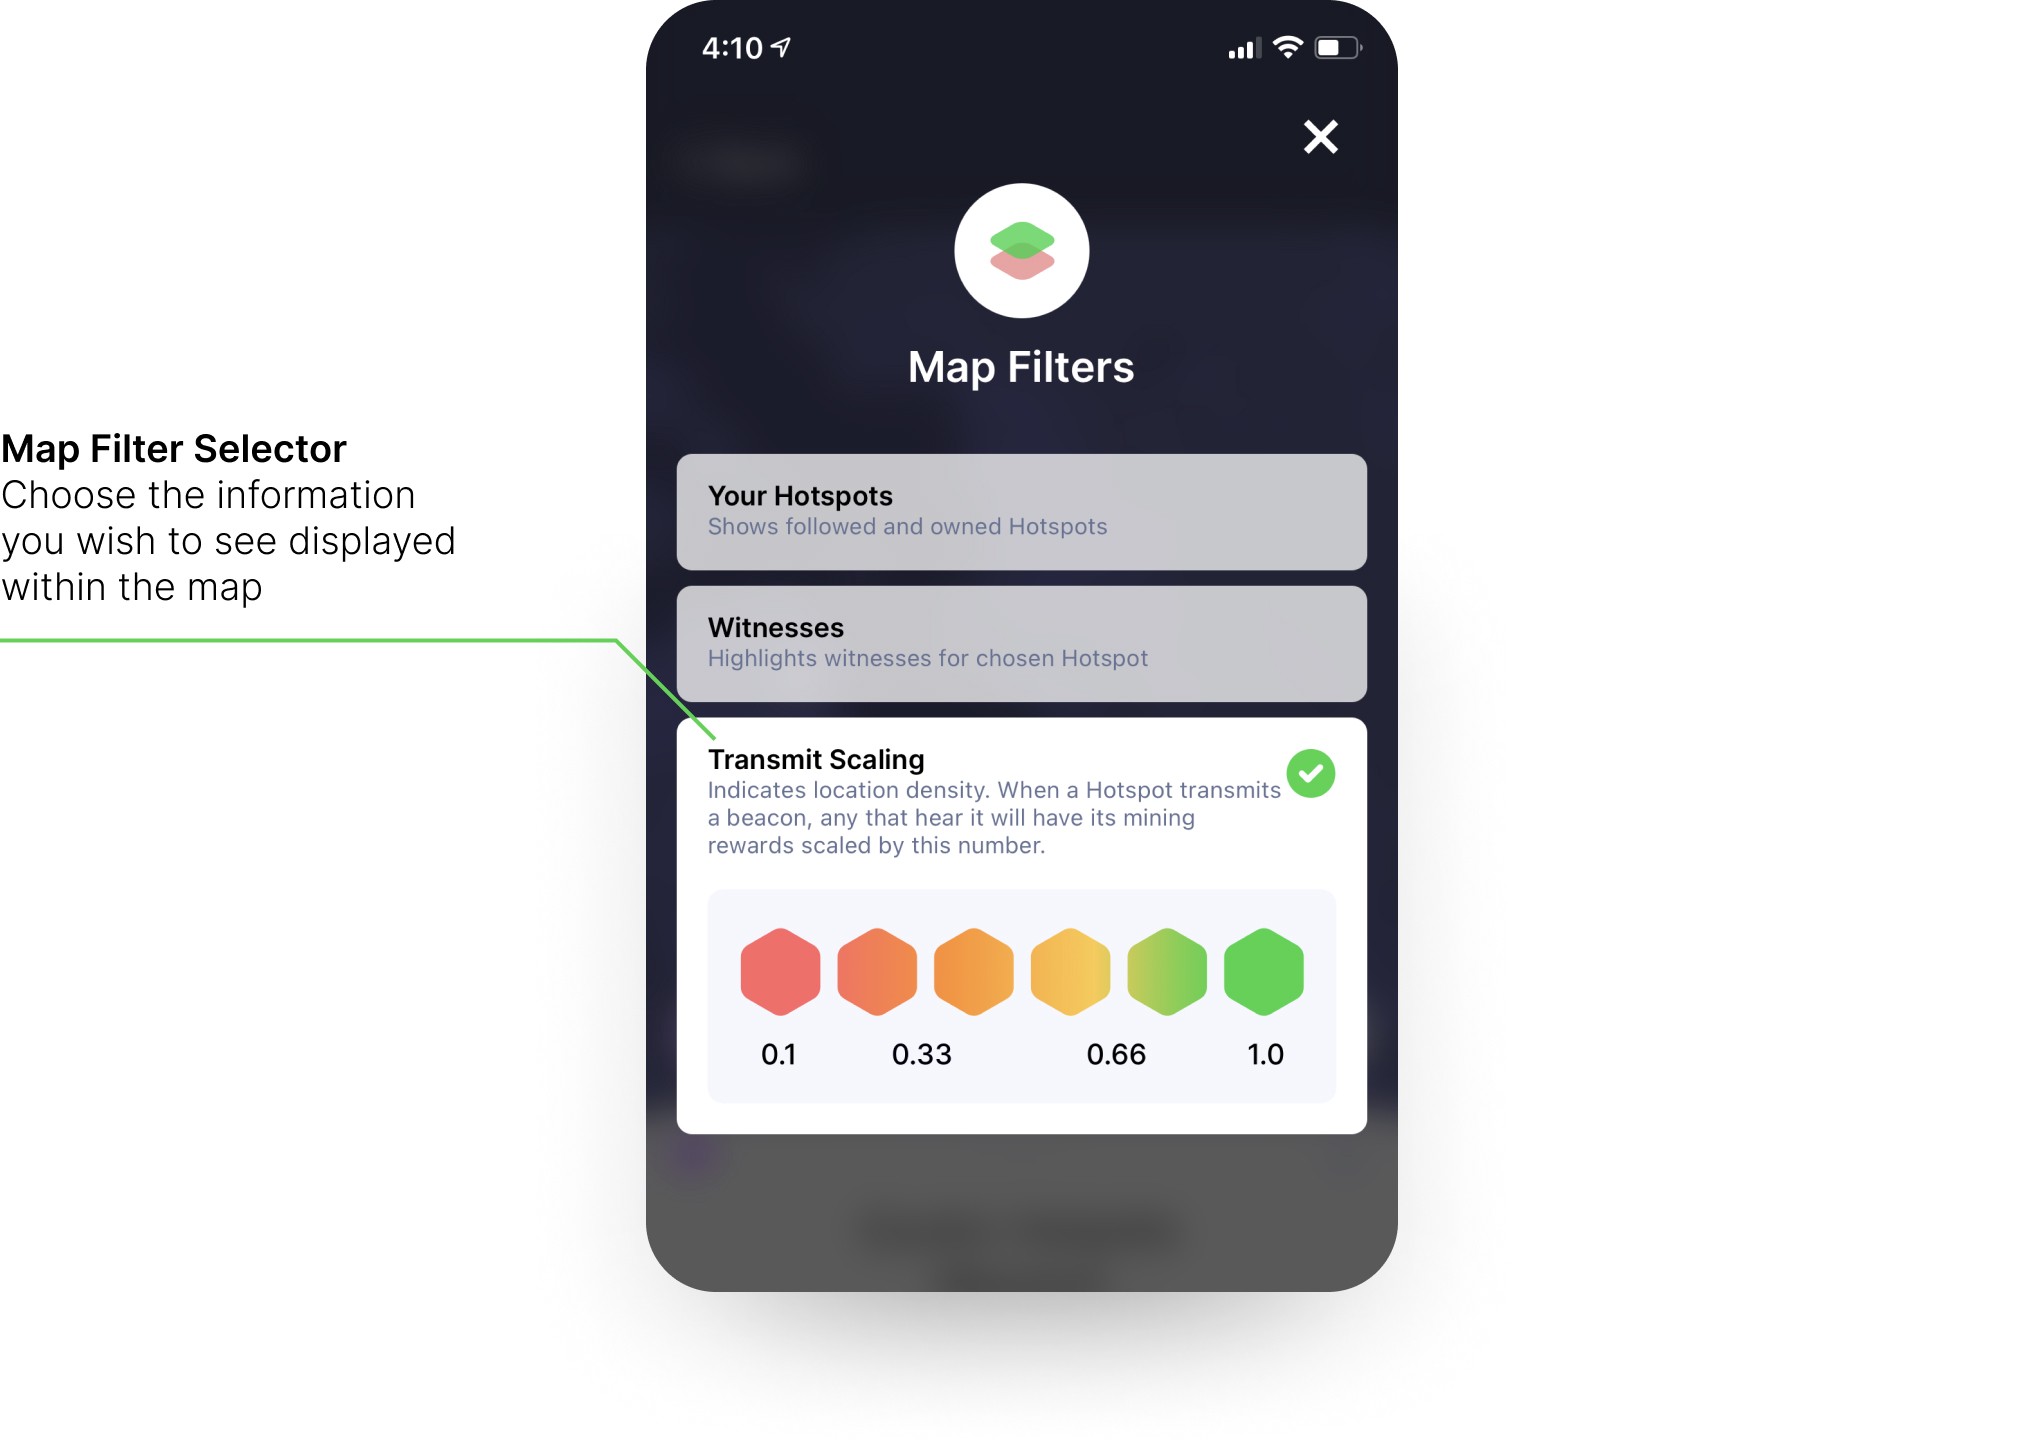 4:10
Map Filters
Map Filter Selector
Choose the information
you wish to see displayed
within the map
Your Hotspots
Shows followed and owned Hotspots
Witnesses
Highlights witnesses for chosen Hotspot
Transmit Scaling
Indicates location density. When a Hotspot transmits
a beacon, any that hear it will have its mining
rewards scaled by this number.
0.1 0.33 0.66 1.0